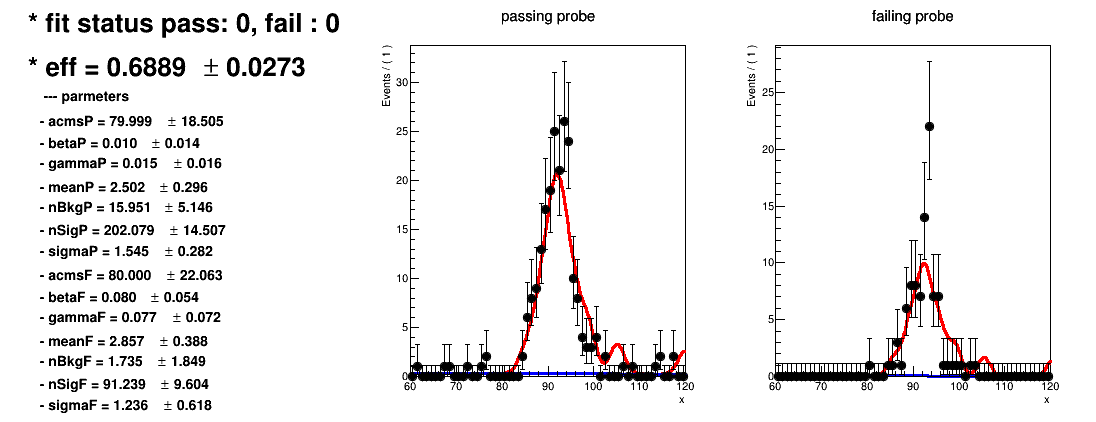 * fit status pass: 0, fail : 0
* eff = 0.6889 ± 0.0273
--- parmeters
- acmsP = 79.999 ± 18.505
- betaP = 0.010 ± 0.014
- gammaP = 0.015 ± 0.016
- meanP = 2.502 ± 0.296
- nBkgP = 15.951 ± 5.146
- nSigP = 202.079 ± 14.507
- sigmaP = 1.545 ± 0.282
- acmsF = 80.000 ± 22.063
- betaF = 0.080 ± 0.054
- gammaF = 0.077 ± 0.072
- meanF = 2.857 ± 0.388
- nBkgF = 1.735 ± 1.849
- nSigF = 91.239 ± 9.604
- sigmaF = 1.236 ± 0.618
passing probe
Events / ( 1 )
30
25
20
15
10
5
0
60 70 80 90 100 110 120
x
failing probe
Events / ( 1 )
25
20
15
10
5
0
60 70 80 90 100 110 120
x